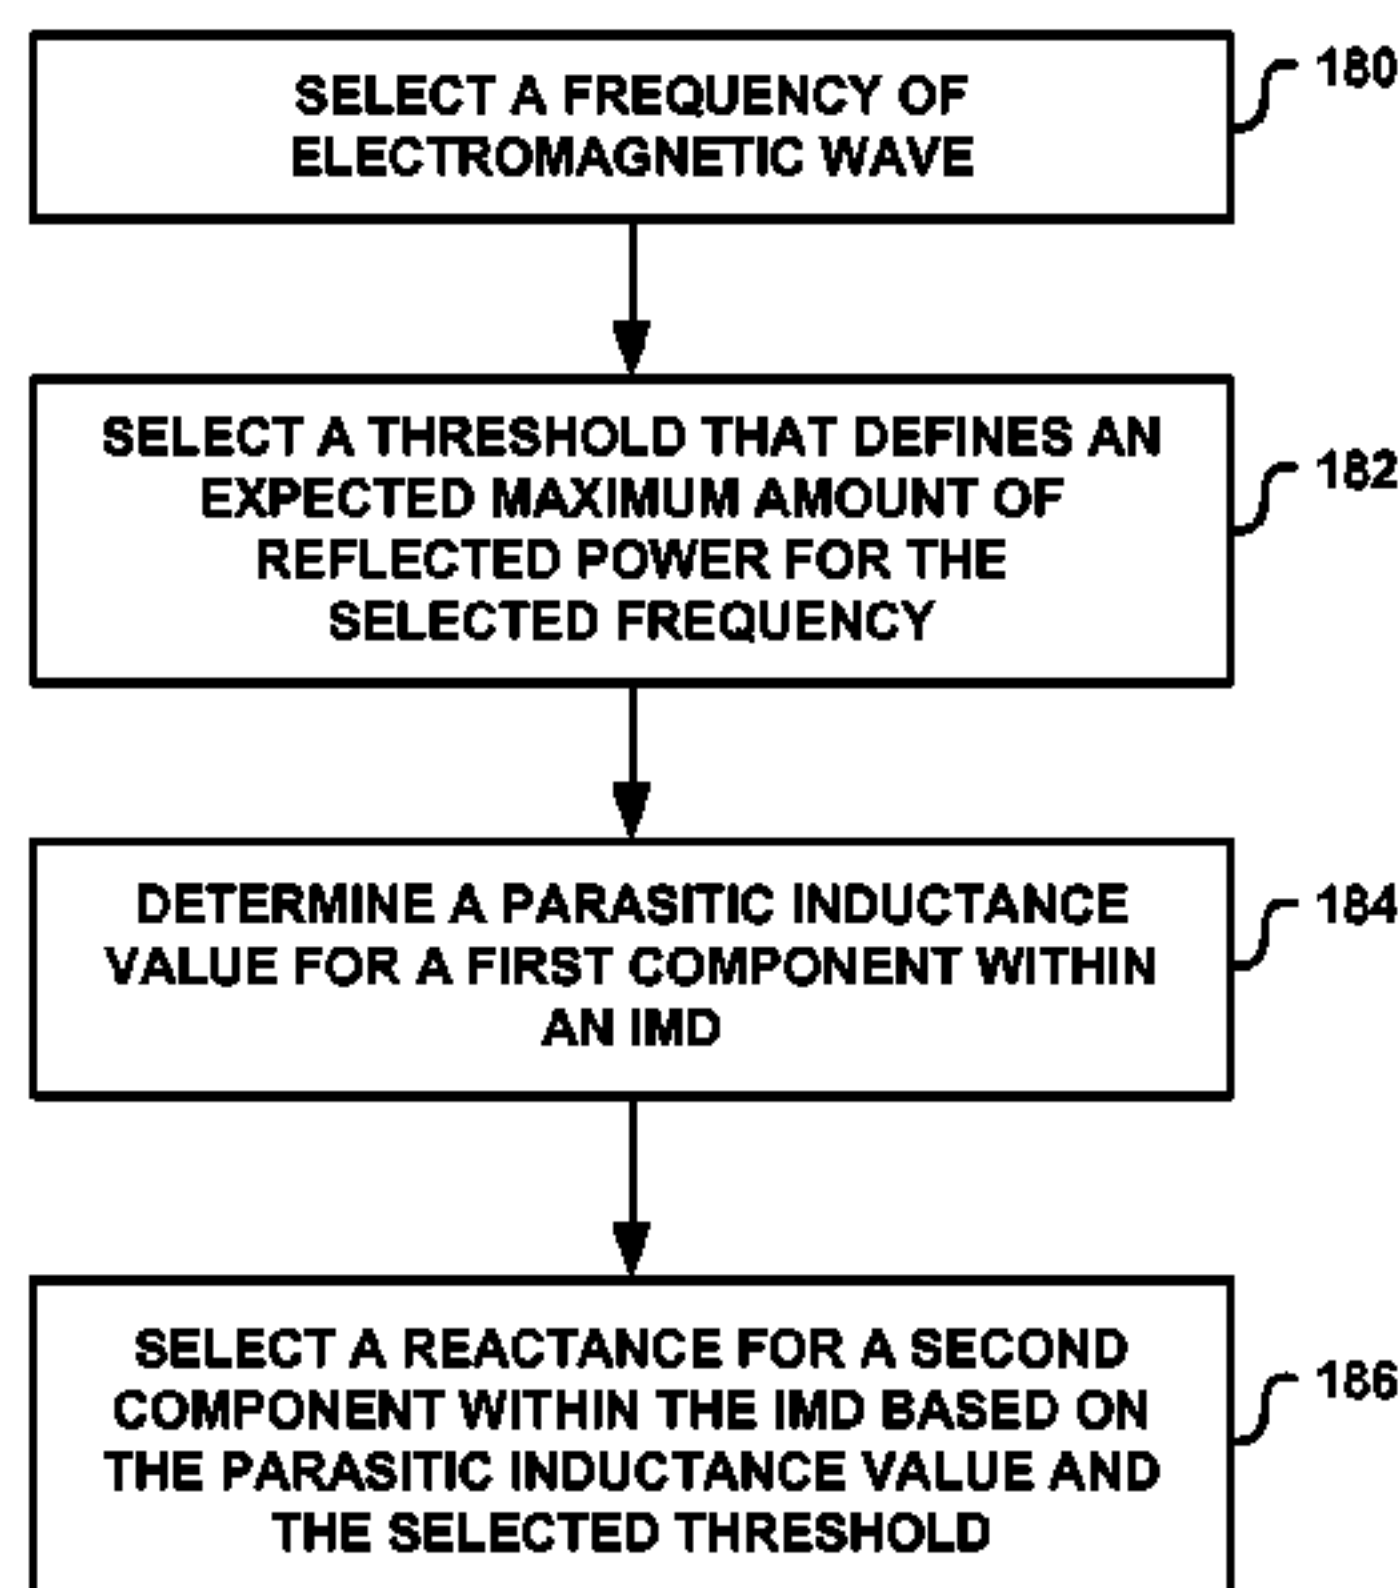 SELECT A FREQUENCY OF
ELECTROMAGNETIC WAVE
180
SELECT A THRESHOLD THAT DEFINES AN
EXPECTED MAXIMUM AMOUNT OF
REFLECTED POWER FOR THE
SELECTED FREQUENCY
182
DETERMINE A PARASITIC INDUCTANCE
VALUE FOR A FIRST COMPONENT WITHIN
AN IMD
184
SELECT A REACTANCE FOR A SECOND
COMPONENT WITHIN THE IMD BASED ON
THE PARASITIC INDUCTANCE VALUE AND
THE SELECTED THRESHOLD
186